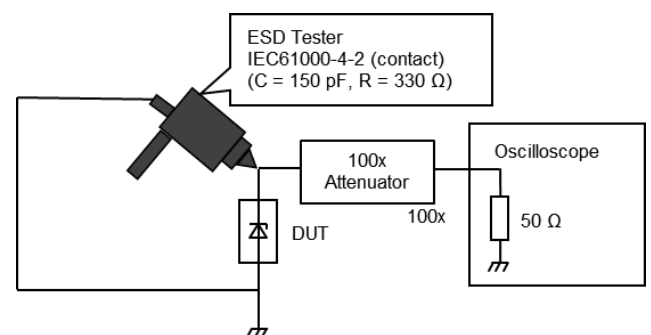 ESD Tester
IEC61000-4-2 (contact)
(C = 150 pF, R = 330 Ω)
100x
Attenuator
100x
Oscilloscope
50 Ω
DUT